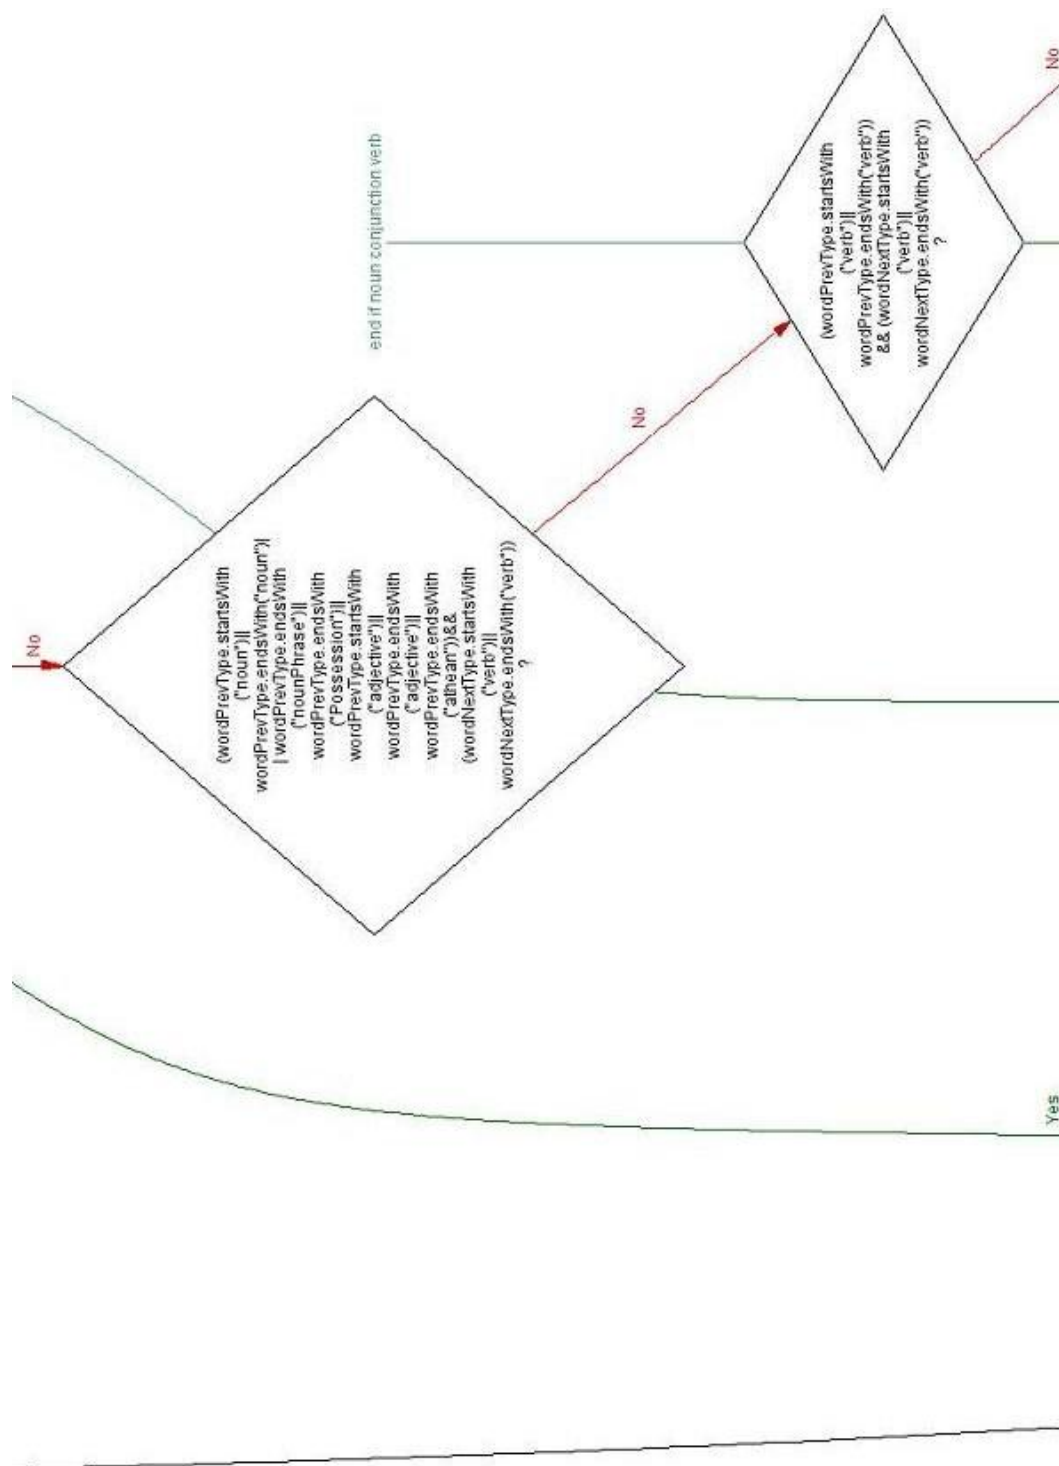 No
(wordPrevType.startsWith
("noun")||
wordPrevType.endsWith("noun")|
| wordPrevType.endsWith
("nounPhrase")||
wordPrevType.endsWith
("Possession")||
wordPrevType.startsWith
("adjective")||
wordPrevType.endsWith
("adjective")||
wordPrevType.endsWith
("athean"))&&
(wordNextType.startsWith
("verb")||
wordNextType.endsWith("verb"))
?
end if noun conjunction verb
No
(wordPrevType.startsWith
("verb")||
wordPrevType.endsWith("verb"))
&& (wordNextType.startsWith
("verb")||
wordNextType.endsWith("verb"))
?
No
Yes